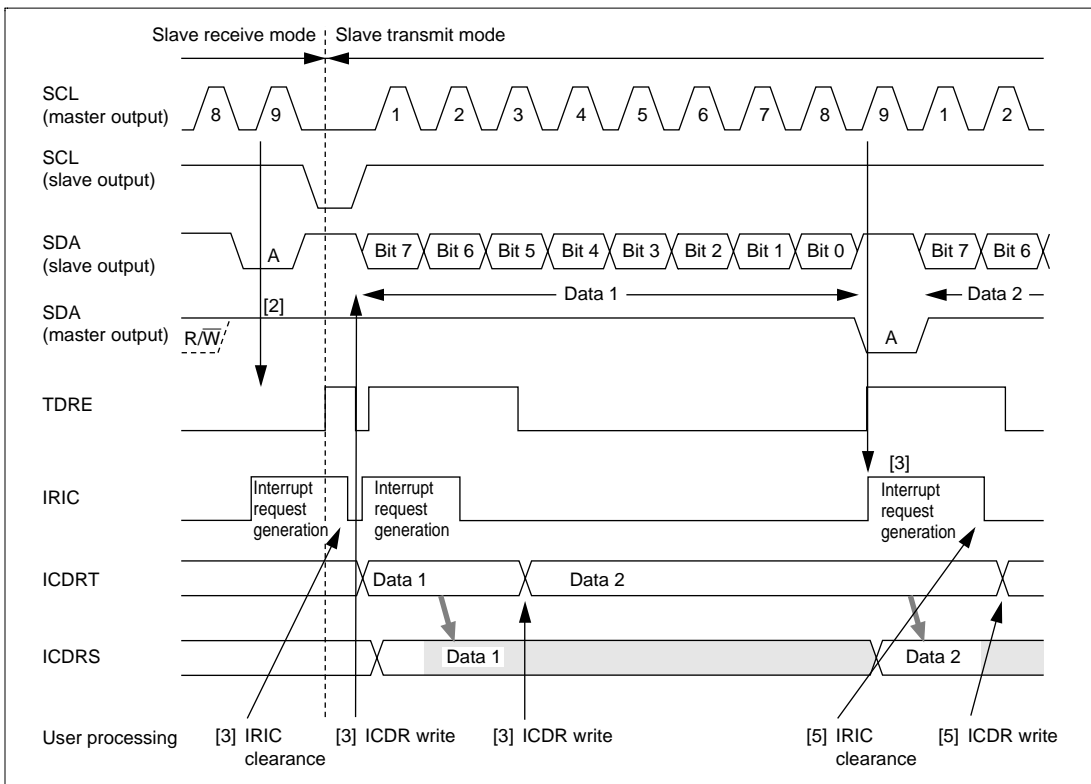 Slave receive mode Slave transmit mode
SCL
(master output)
8 9 1 2 3 4 5 6 7 8 9 1 2
SCL
(slave output)
SDA
(slave output)
A Bit 7 Bit 6 Bit 5 Bit 4 Bit 3 Bit 2 Bit 1 Bit 0 Bit 7 Bit 6
Data 1 Data 2
[2]
SDA
(master output)
R/W̅ A
TDRE
[3]
IRIC
Interrupt
request
generation
Interrupt
request
generation
Interrupt
request
generation
ICDRT
Data 1 Data 2
ICDRS
Data 1 Data 2
User processing
[3] IRIC
clearance
[3] ICDR write
[3] ICDR write
[5] IRIC
clearance
[5] ICDR write